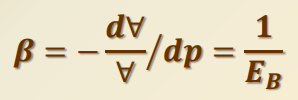 β = − d∀/∀ / dp = 1/E_B